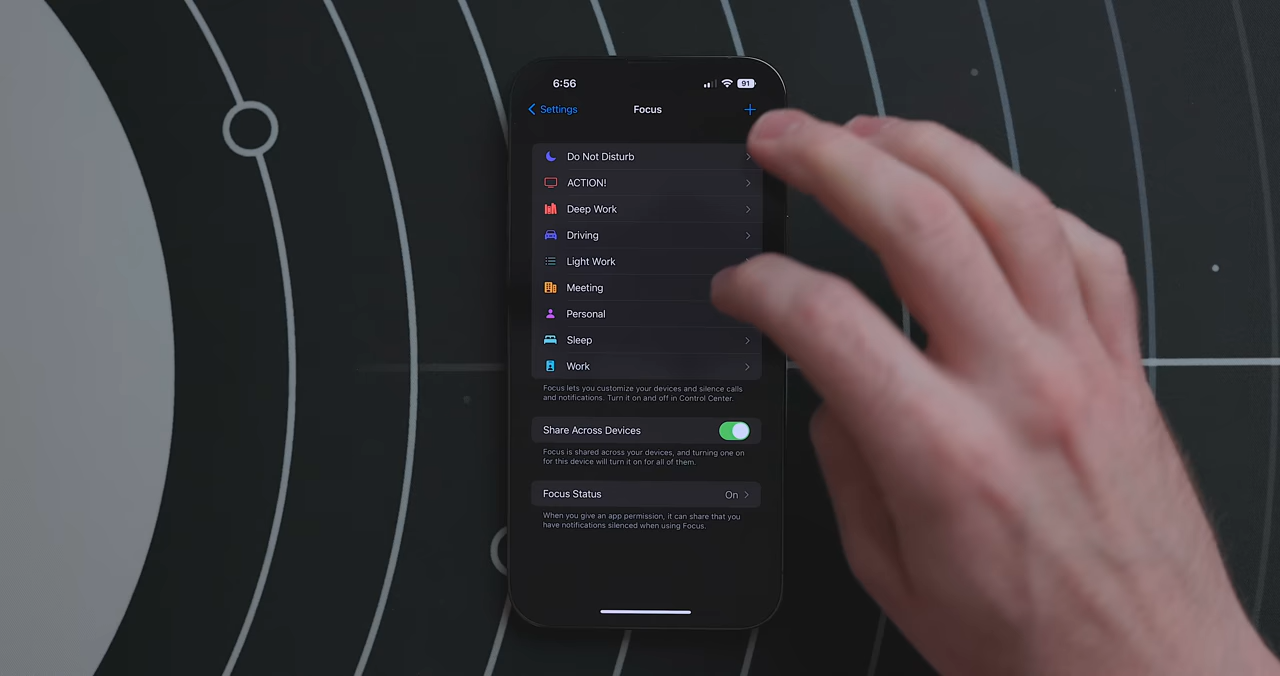 6:56
91
Settings
Focus
Do Not Disturb
ACTION!
Deep Work
Driving
Light Work
Meeting
Personal
Sleep
Work
Focus lets you customize your devices and silence calls
and notifications. Turn it on and off in Control Center.
Share Across Devices
Focus is shared across your devices, and turning one on
for this device will turn it on for all of them.
Focus Status
On
When you give an app permission, it can share that you
have notifications silenced when using Focus.